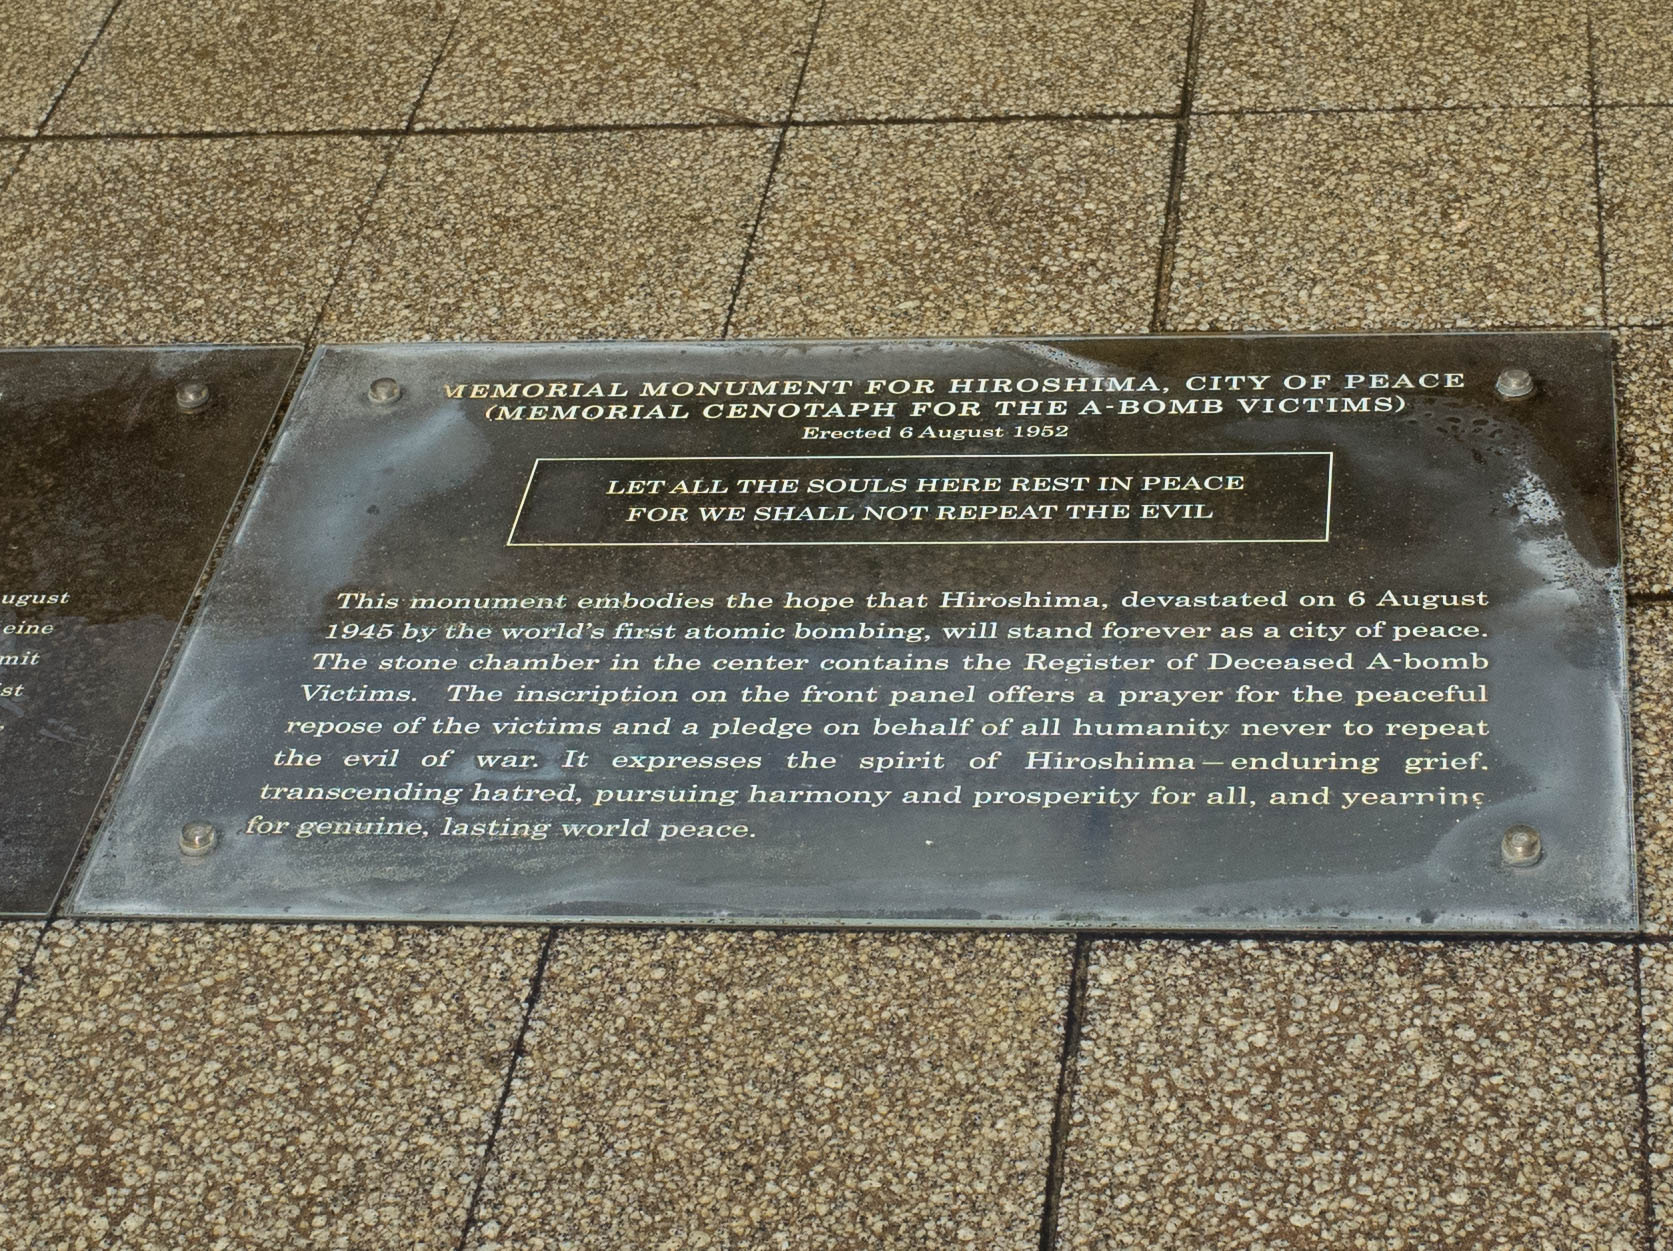 ugust
eine
mit
MEMORIAL MONUMENT FOR HIROSHIMA, CITY OF PEACE
(MEMORIAL CENOTAPH FOR THE A-BOMB VICTIMS)
Erected 6 August 1952
LET ALL THE SOULS HERE REST IN PEACE
FOR WE SHALL NOT REPEAT THE EVIL
This monument embodies the hope that Hiroshima, devastated on 6 August
1945 by the world's first atomic bombing, will stand forever as a city of peace.
The stone chamber in the center contains the Register of Deceased A-bomb
Victims. The inscription on the front panel offers a prayer for the peaceful
repose of the victims and a pledge on behalf of all humanity never to repeat
the evil of war. It expresses the spirit of Hiroshima — enduring grief.
transcending hatred, pursuing harmony and prosperity for all, and yearning
for genuine, lasting world peace.